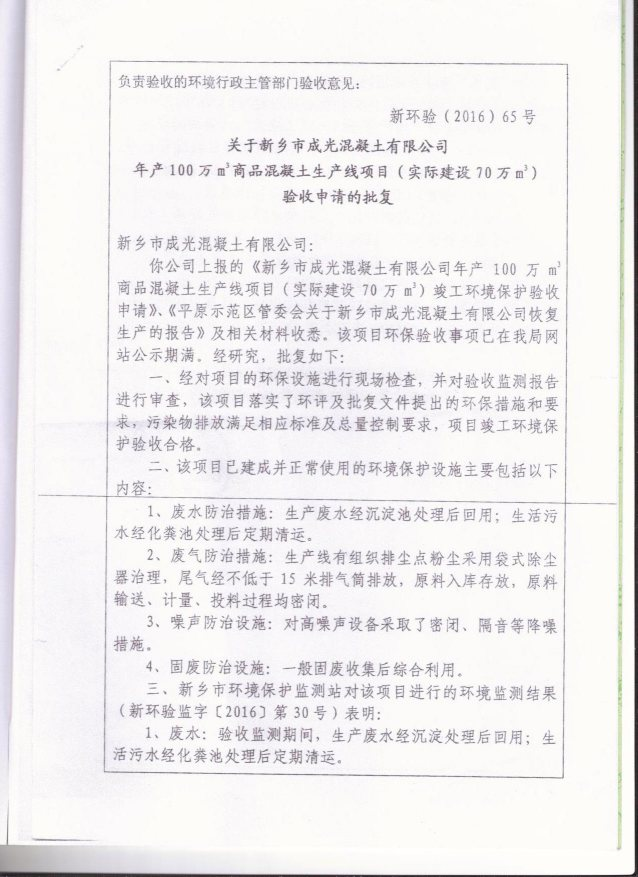 负责验收的环境行政主管部门验收意见：
新环验（2016）65 号
关于新乡市成光混凝土有限公司
年产 100 万 m³商品混凝土生产线项目（实际建设 70 万 m³）
验收申请的批复
新乡市成光混凝土有限公司：
你公司上报的《新乡市成光混凝土有限公司年产 100 万 m³
商品混凝土生产线项目（实际建设 70 万 m³）竣工环境保护验收
申请》、《平原示范区管委会关于新乡市成光混凝土有限公司恢复
生产的报告》及相关材料收悉。该项目环保验收事项已在我局网
站公示期满。经研究，批复如下：
一、经对项目的环保设施进行现场检查，并对验收监测报告
进行审查，该项目落实了环评及批复文件提出的环保措施和要
求，污染物排放满足相应标准及总量控制要求，项目竣工环境保
护验收合格。
二、该项目已建成并正常使用的环境保护设施主要包括以下
内容：
1、废水防治措施：生产废水经沉淀池处理后回用；生活污
水经化粪池处理后定期清运。
2、废气防治措施：生产线有组织排尘点粉尘采用袋式除尘
器治理，尾气经不低于 15 米排气筒排放，原料入库存放，原料
输送、计量、投料过程均密闭。
3、噪声防治设施：对高噪声设备采取了密闭、隔音等降噪
措施。
4、固废防治设施：一般固废收集后综合利用。
三、新乡市环境保护监测站对该项目进行的环境监测结果
（新环验监字〔2016〕第 30 号）表明：
1、废水：验收监测期间，生产废水经沉淀处理后回用；生
活污水经化粪池处理后定期清运。